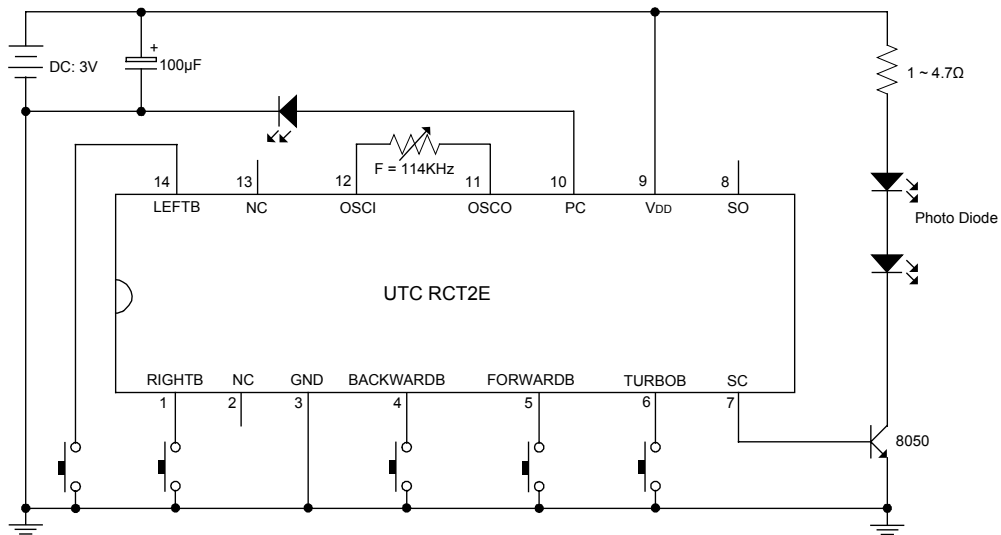 DC: 3V
+
100µF
1 ~ 4.7Ω
F = 114KHz
14 13 12 11 10 9 8
LEFTB NC OSCI OSCO PC VDD SO
Photo Diode
UTC RCT2E
RIGHTB NC GND BACKWARDB FORWARDB TURBOB SC
1 2 3 4 5 6 7
8050